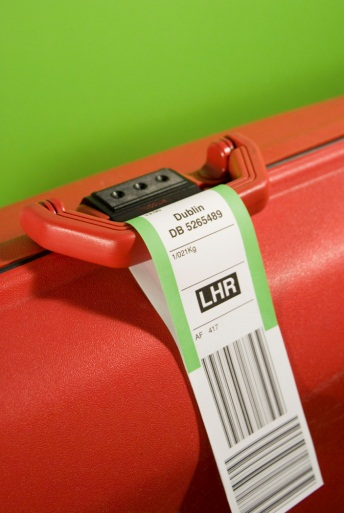 Dublin
DB 5265489
1/021Kg
LHR
AF 417